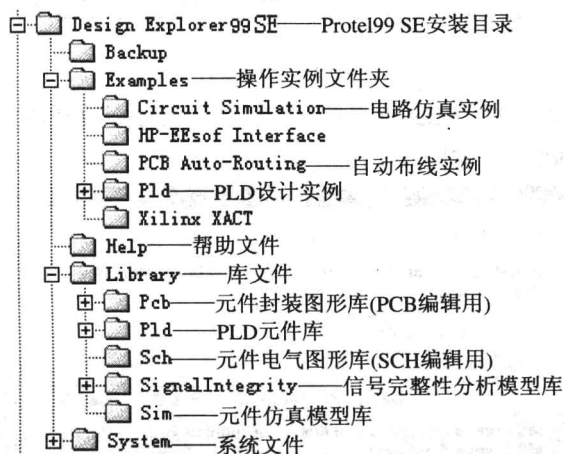 Design Explorer99SE——Protel99 SE安装目录
Backup
Examples——操作实例文件夹
Circuit Simulation——电路仿真实例
HP-EEsof Interface
PCB Auto-Routing——自动布线实例
Pld——PLD设计实例
Xilinx XACT
Help——帮助文件
Library——库文件
Pcb——元件封装图形库(PCB编辑用)
Pld——PLD元件库
Sch——元件电气图形库(SCH编辑用)
SignalIntegrity——信号完整性分析模型库
Sim——元件仿真模型库
System——系统文件